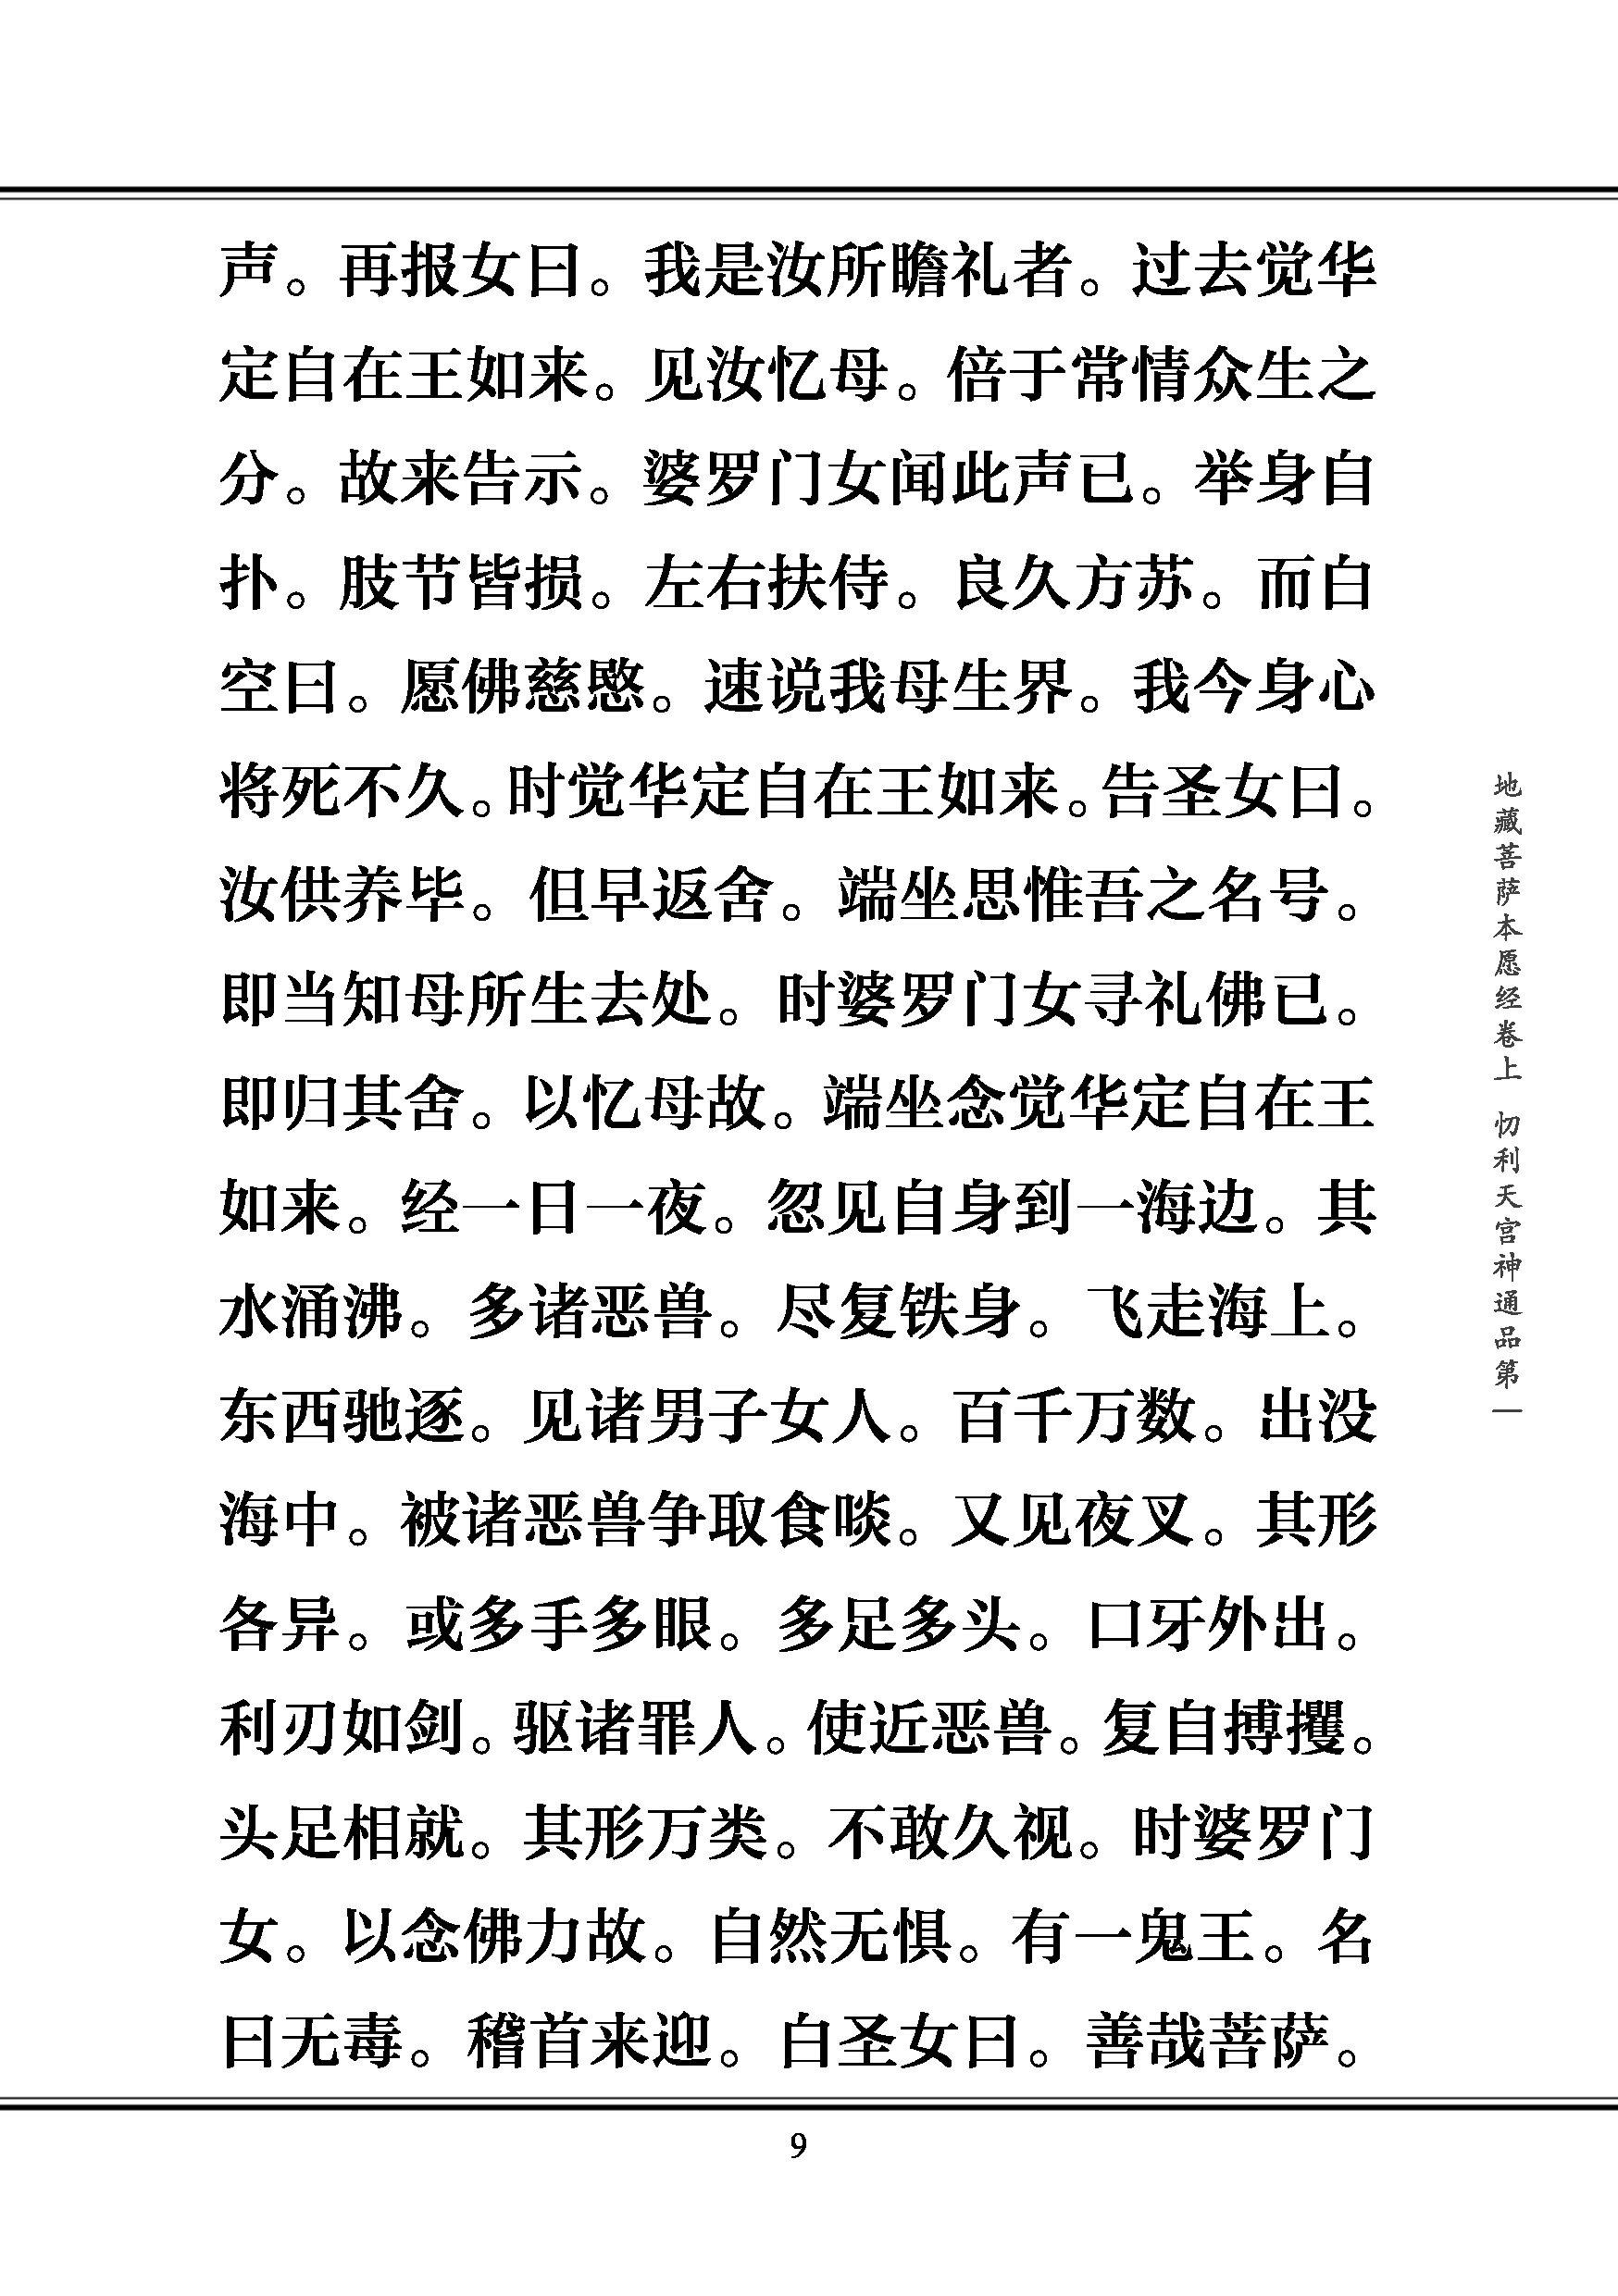 声。再报女曰。我是汝所瞻礼者。过去觉华
定自在王如来。见汝忆母。倍于常情众生之
分。故来告示。婆罗门女闻此声已。举身自
扑。肢节皆损。左右扶侍。良久方苏。而白
空曰。愿佛慈愍。速说我母生界。我今身心
将死不久。时觉华定自在王如来。告圣女曰。
汝供养毕。但早返舍。端坐思惟吾之名号。
即当知母所生去处。时婆罗门女寻礼佛已。
即归其舍。以忆母故。端坐念觉华定自在王
如来。经一日一夜。忽见自身到一海边。其
水涌沸。多诸恶兽。尽复铁身。飞走海上。
东西驰逐。见诸男子女人。百千万数。出没
海中。被诸恶兽争取食啖。又见夜叉。其形
各异。或多手多眼。多足多头。口牙外出。
利刃如剑。驱诸罪人。使近恶兽。复自搏攫。
头足相就。其形万类。不敢久视。时婆罗门
女。以念佛力故。自然无惧。有一鬼王。名
曰无毒。稽首来迎。白圣女曰。善哉菩萨。
地藏菩萨本愿经卷上 忉利天宫神通品第一
9